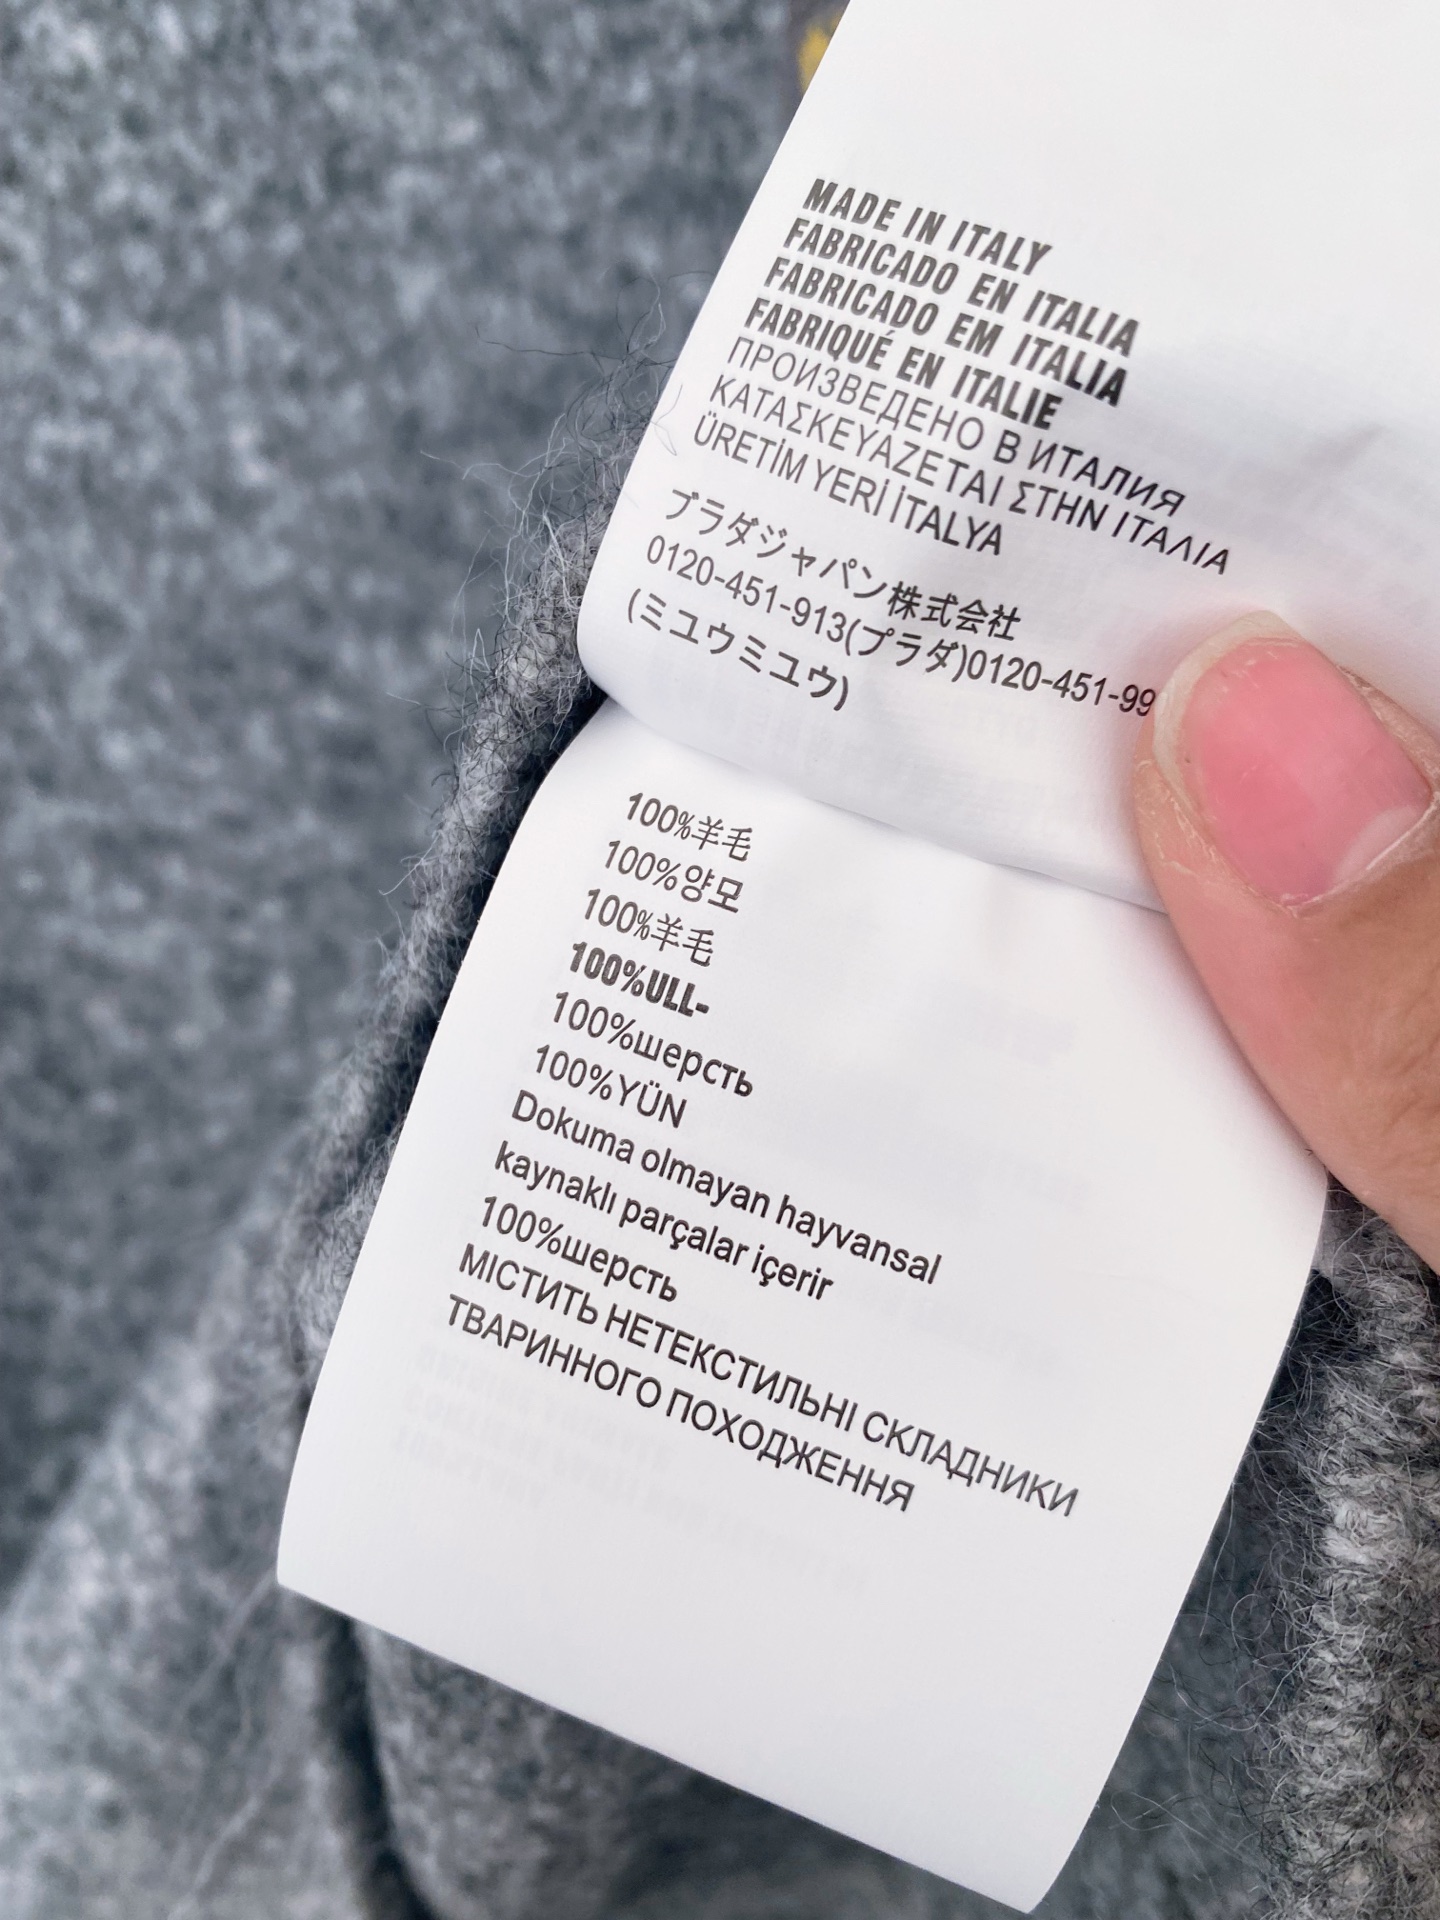 MADE IN ITALY
FABRICADO EN ITALIA
FABRICADO EM ITALIA
FABRIQUÉ EN ITALIE
ПРОИЗВЕДЕНО В ИТАЛИЯ
ΚΑΤΑΣΚΕΥΑΖΕΤΑΙ ΣΤΗΝ ΙΤΑΛΙΑ
ÜRETİM YERİ İTALYA
プラダジャパン株式会社
0120-451-913(プラダ)0120-451-99
(ミユウミユウ)
100%羊毛
100%양모
100%羊毛
100%ULL-
100%шерсть
100%YÜN
Dokuma olmayan hayvansal
kaynaklı parçalar içerir
100%шерсть
МІСТИТЬ НЕТЕКСТИЛЬНІ СКЛАДНИКИ
ТВАРИННОГО ПОХОДЖЕННЯ